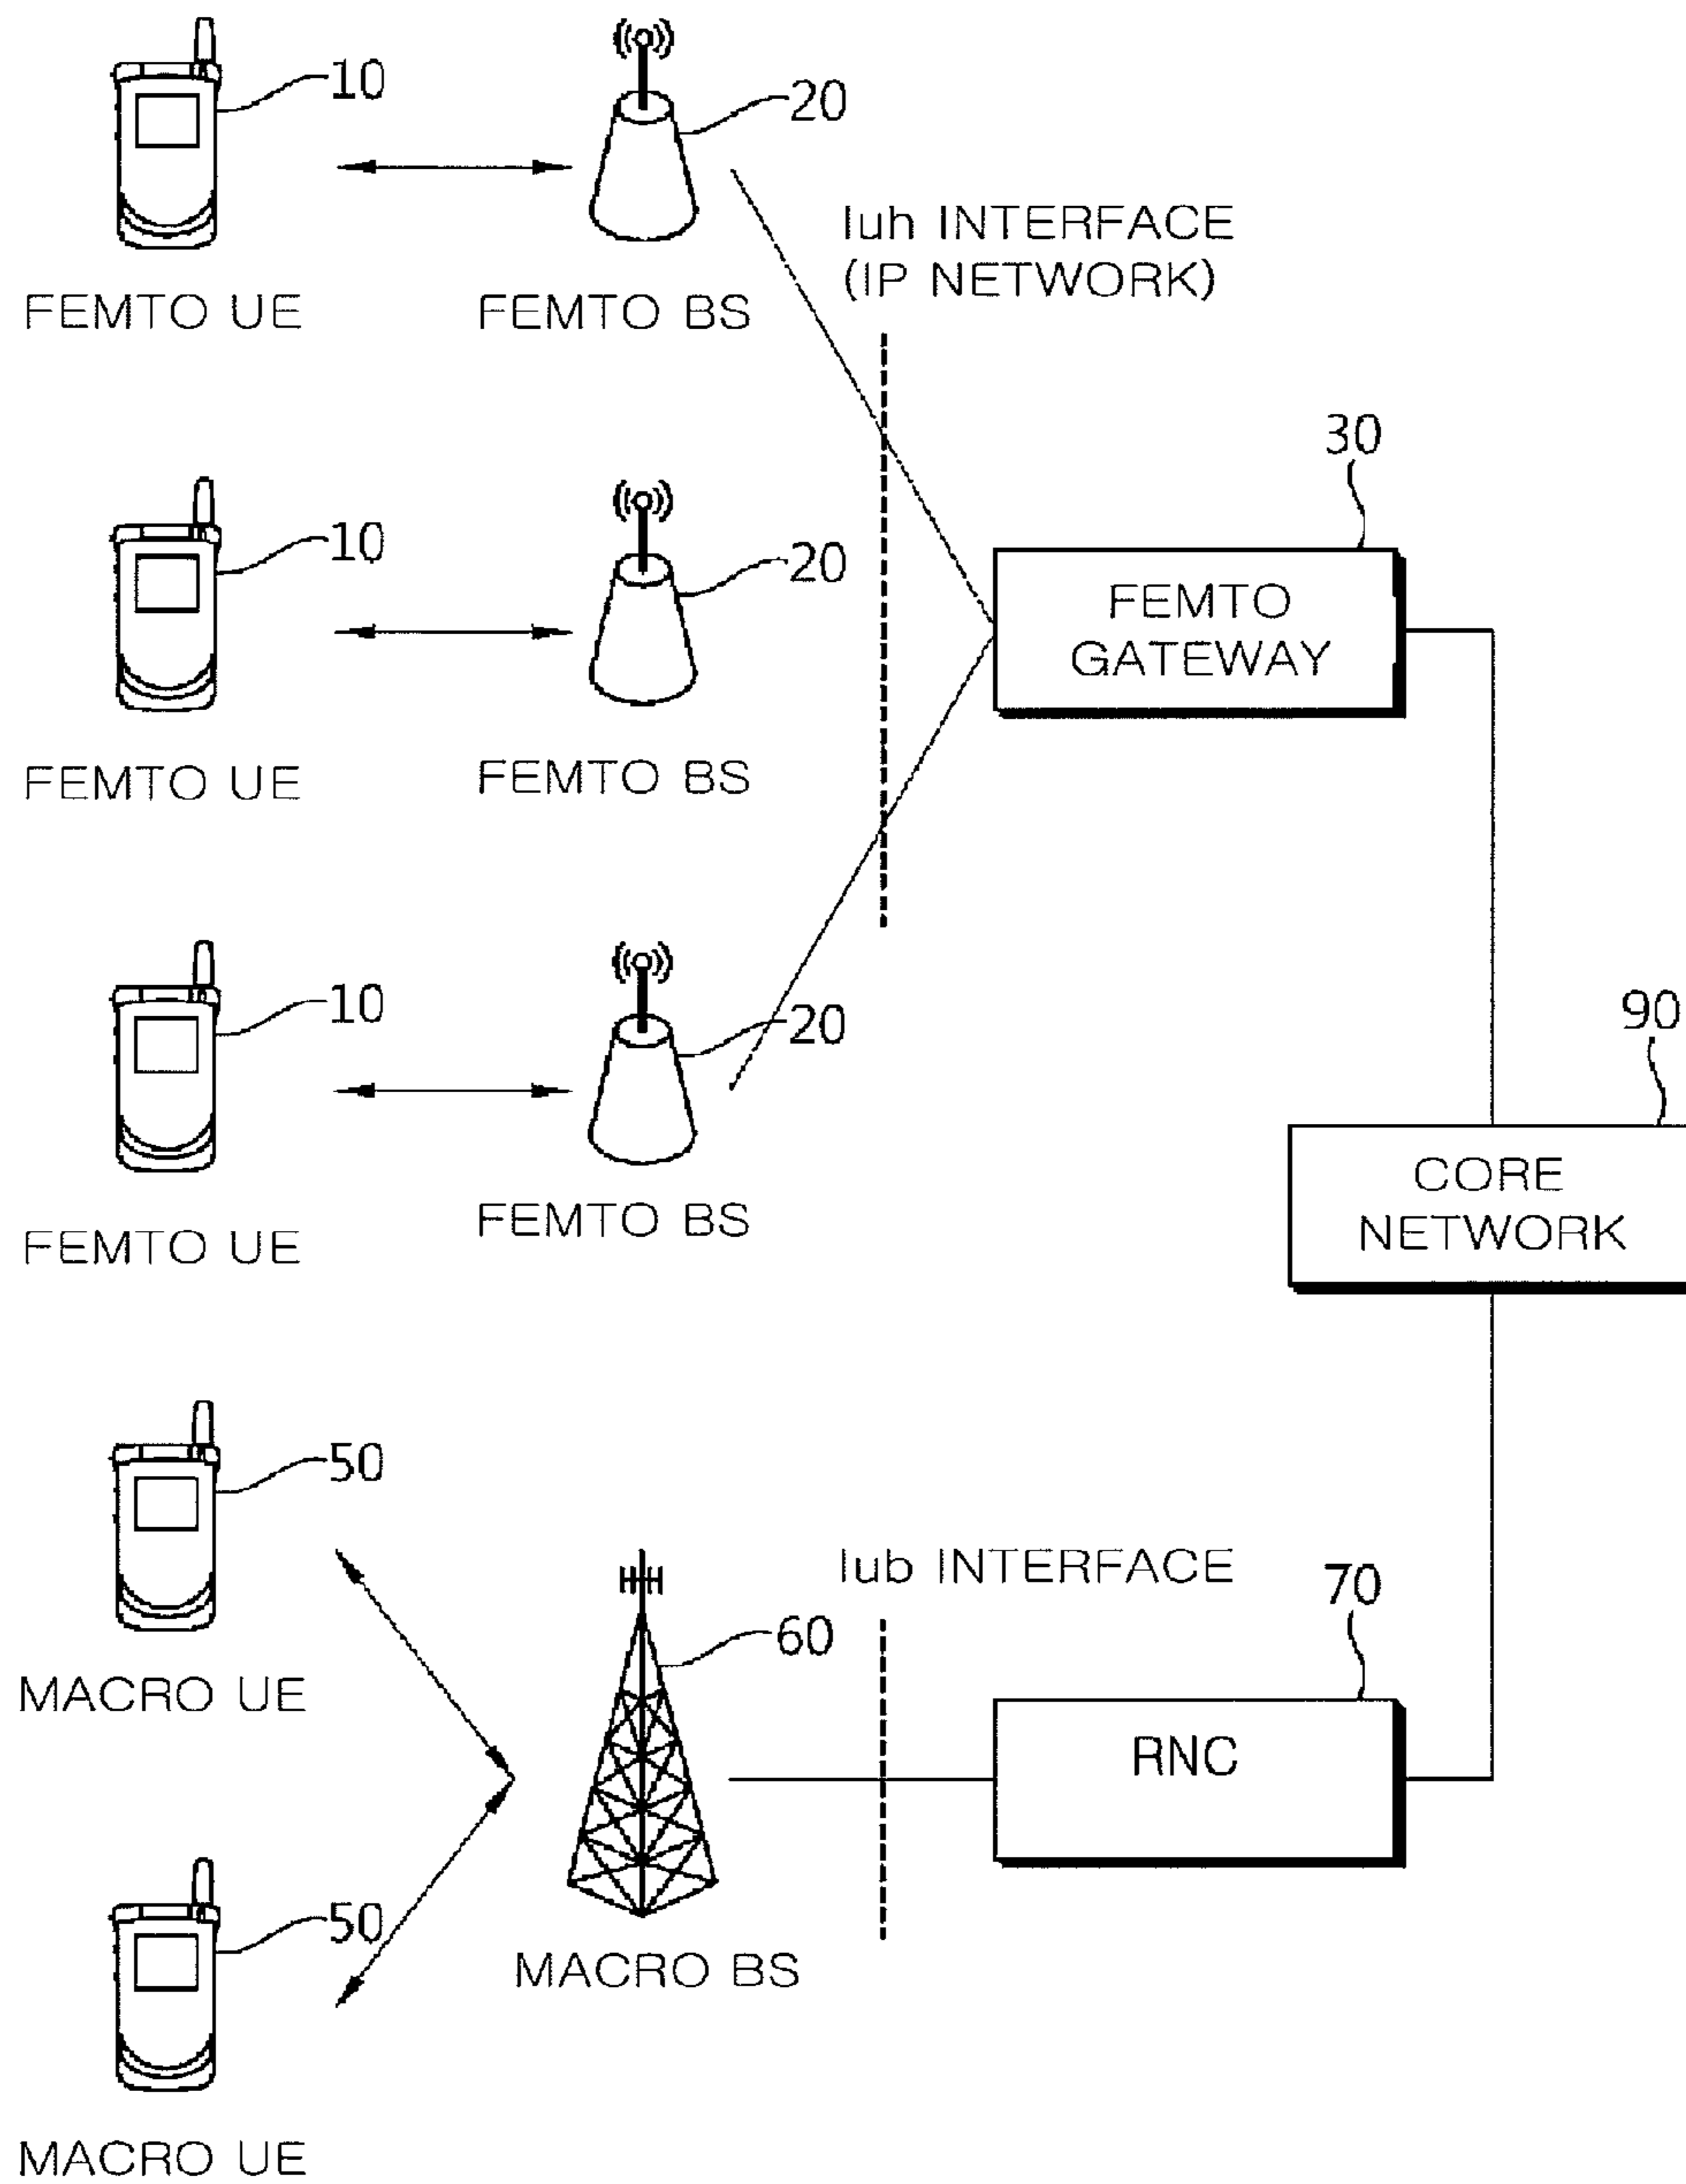 10
20
Iuh INTERFACE
(IP NETWORK)
FEMTO UE
FEMTO BS
30
10
20
FEMTO
GATEWAY
FEMTO UE
FEMTO BS
10
20
90
CORE
NETWORK
FEMTO UE
FEMTO BS
50
Iub INTERFACE
70
60
MACRO UE
RNC
50
MACRO BS
MACRO UE